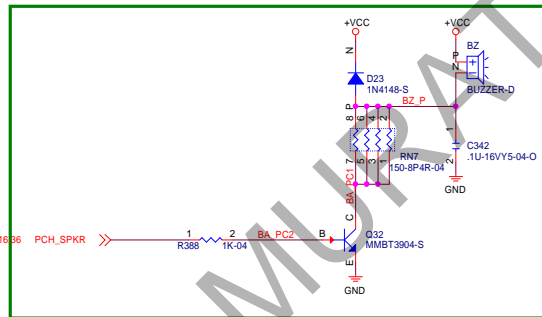 +VCC
+VCC
N
D23
1N4148-S
P
BZ_P
8 6 4 2
7 5 3 1
RN7
150-8P4R-04
BA_PC1
P
N
BZ
BUZZER-D
1
C342
.1U-16VY5-04-O
2
GND
16,36 PCH_SPKR
1
2
R388
1K-04
BA_PC2
B
C
Q32
MMBT3904-S
E
GND
MURAT